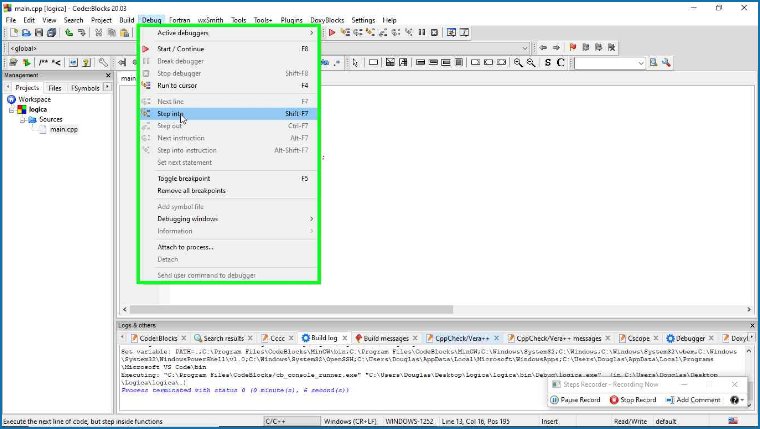 main.cpp [logica] - Code::Blocks 20.03
File Edit View Search Project Build Debug Fortran wxSmith Tools Tools+ Plugins DoxyBlocks Settings Help
<global>
/** *<
S C
Management
Projects Files FSymbols
Workspace
logica
Sources
main.cpp
Active debuggers
Start / Continue F8
Break debugger
Stop debugger Shift-F8
Run to cursor F4
Next line F7
Step into Shift-F7
Step out Ctrl-F7
Next instruction Alt-F7
Step into instruction Alt-Shift-F7
Set next statement
Toggle breakpoint F5
Remove all breakpoints
Add symbol file
Debugging windows
Information
Attach to process...
Detach
Send user command to debugger
Logs & others
Code::Blocks Search results Cccc Build log Build messages CppCheck/Vera++ CppCheck/Vera++ messages Cscope Debugger DoxyBl
Set variable: PATH=.;C:\Program Files\CodeBlocks\MinGW\bin;C:\Program Files\CodeBlocks\MinGW;C:\Windows\System32;C:\Windows;C:\Windows\System32\wbem;C:\Windows
\System32\WindowsPowerShell\v1.0;C:\Windows\System32\OpenSSH;C:\Users\Douglas\AppData\Local\Microsoft\WindowsApps;C:\Users\Douglas\AppData\Local\Programs
\Microsoft VS Code\bin
Executing: "C:\Program Files\CodeBlocks/cb_console_runner.exe" "C:\Users\Douglas\Desktop\Logica\logica\bin\Debug\logica.exe" (in C:\Users\Douglas\Desktop
\Logica\logica\.)
Process terminated with status 0 (0 minute(s), 6 second(s))
Steps Recorder - Recording Now
Pause Record Stop Record Add Comment
Execute the next line of code, but step inside functions C/C++ Windows (CR+LF) WINDOWS-1252 Line 13, Col 16, Pos 195 Insert Read/Write default